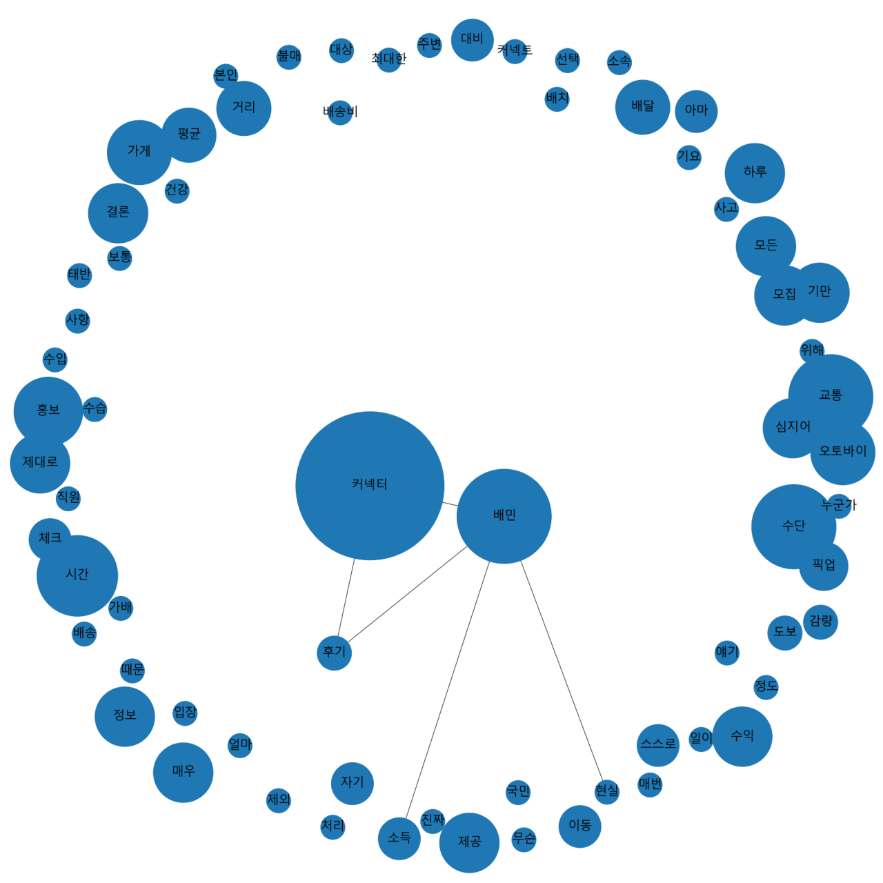 대비
주변
커넥트
대상
불매
최대한
선택
소속
본인
배치
거리
배달
아마
배송비
평균
가게
기요
하루
건강
사고
결론
모든
보통
태반
기만
모집
사항
위해
수입
교통
홍보
수습
심지어
오토바이
제대로
커넥터
직원
누군가
배민
수단
체크
픽업
시간
가배
감량
배송
도보
후기
얘기
때문
정도
입장
정보
수익
일이
스스로
얼마
매우
자기
매번
현실
국민
제외
진짜
이동
처리
소득
무슨
제공